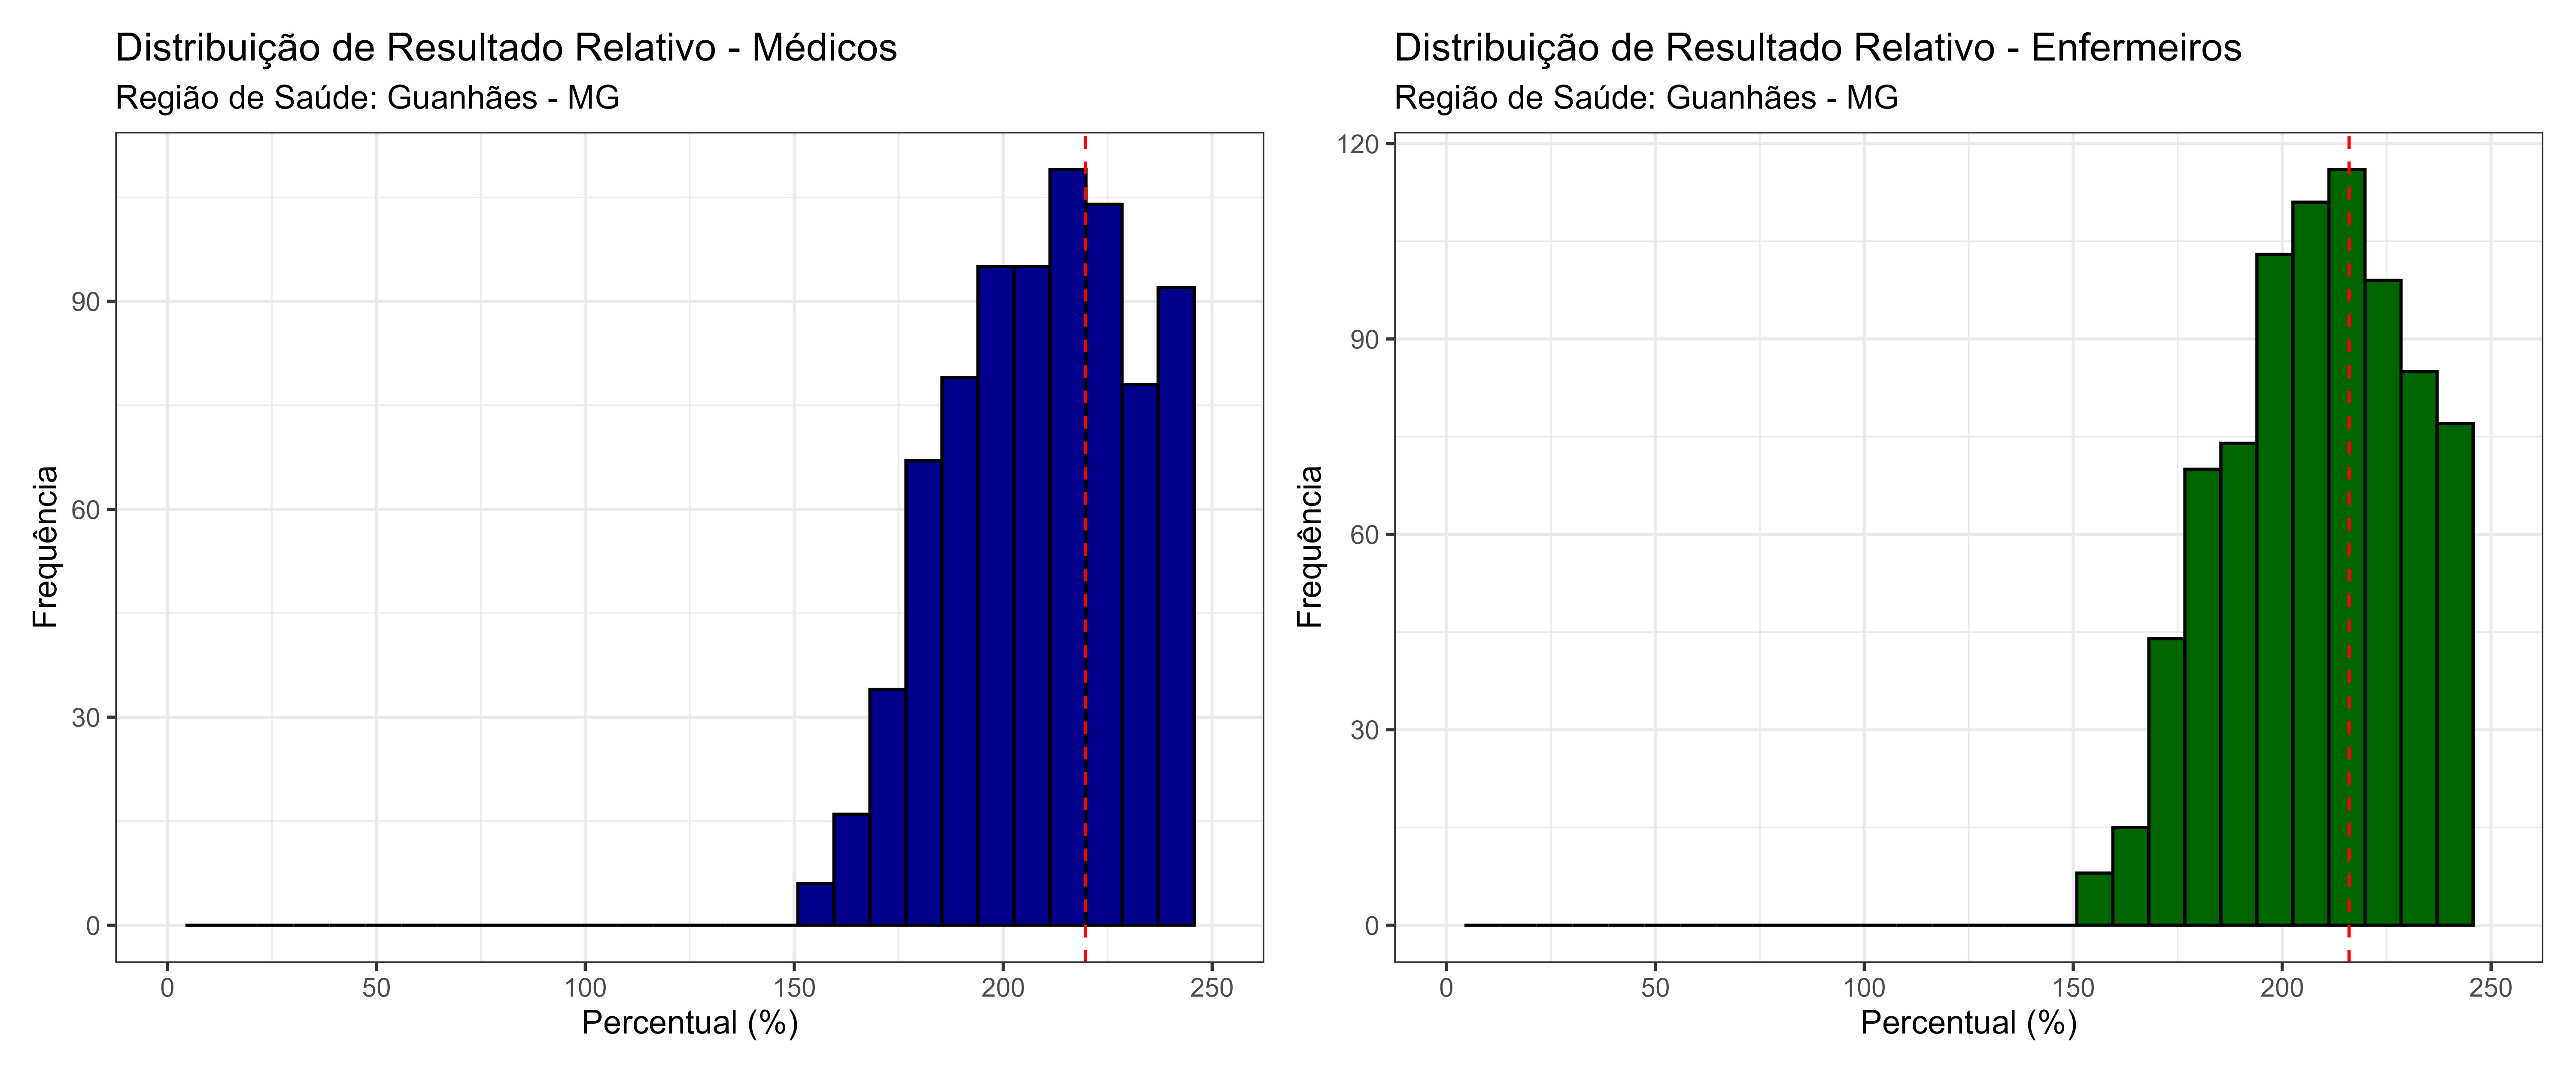 Distribuição de Resultado Relativo - Médicos
Região de Saúde: Guanhães - MG
Frequência
90
60
30
0
0 50 100 150 200 250
Percentual (%)
Distribuição de Resultado Relativo - Enfermeiros
Região de Saúde: Guanhães - MG
Frequência
120
90
60
30
0
0 50 100 150 200 250
Percentual (%)